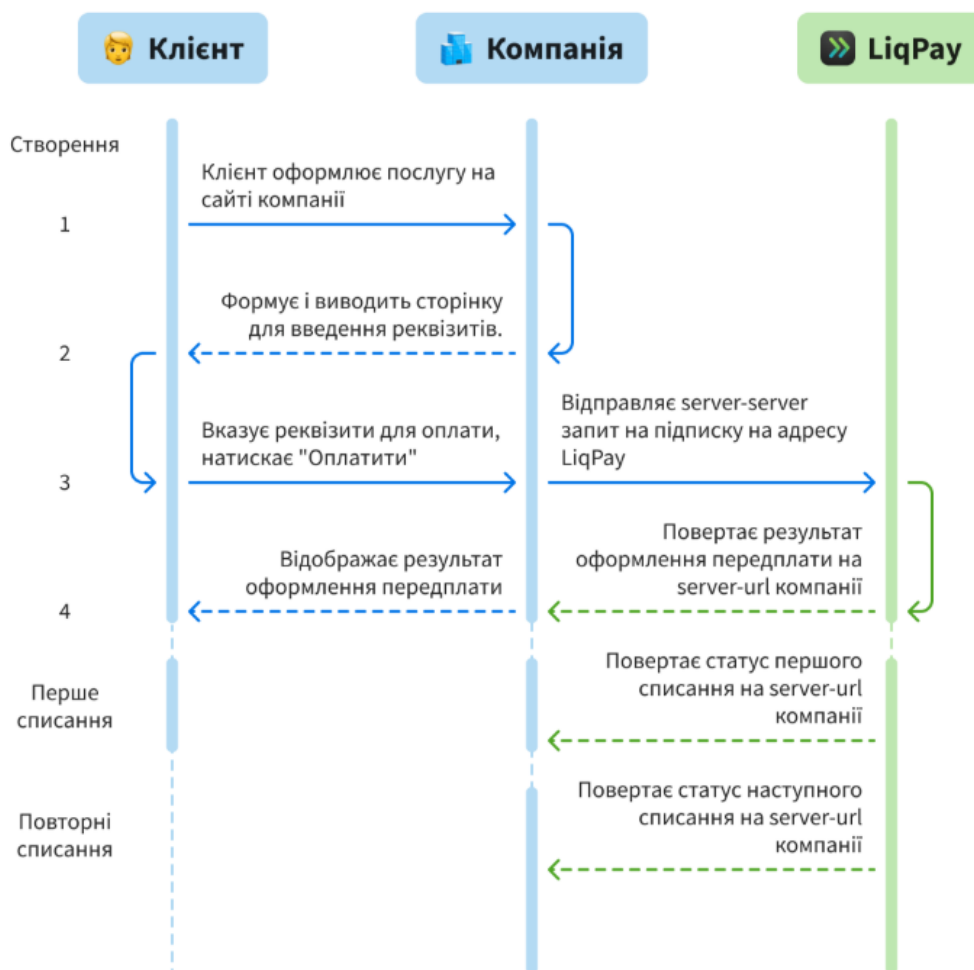 Клієнт
Компанія
LiqPay
Створення
Клієнт оформлює послугу на
сайті компанії
1
Формує і виводить сторінку
для введення реквізитів.
2
Вказує реквізити для оплати,
натискає "Оплатити"
Відправляє server-server
запит на підписку на адресу
LiqPay
3
Відображає результат
оформлення передплати
Повертає результат
оформлення передплати на
server-url компанії
4
Перше
списання
Повертає статус першого
списання на server-url
компанії
Повторні
списання
Повертає статус наступного
списання на server-url
компанії